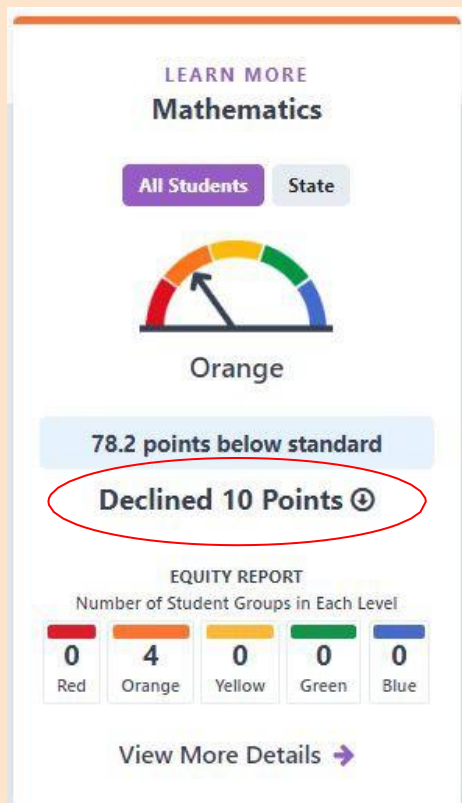 LEARN MORE
Mathematics
All Students State
Orange
78.2 points below standard
Declined 10 Points
EQUITY REPORT
Number of Student Groups in Each Level
0 4 0 0 0
Red Orange Yellow Green Blue
View More Details